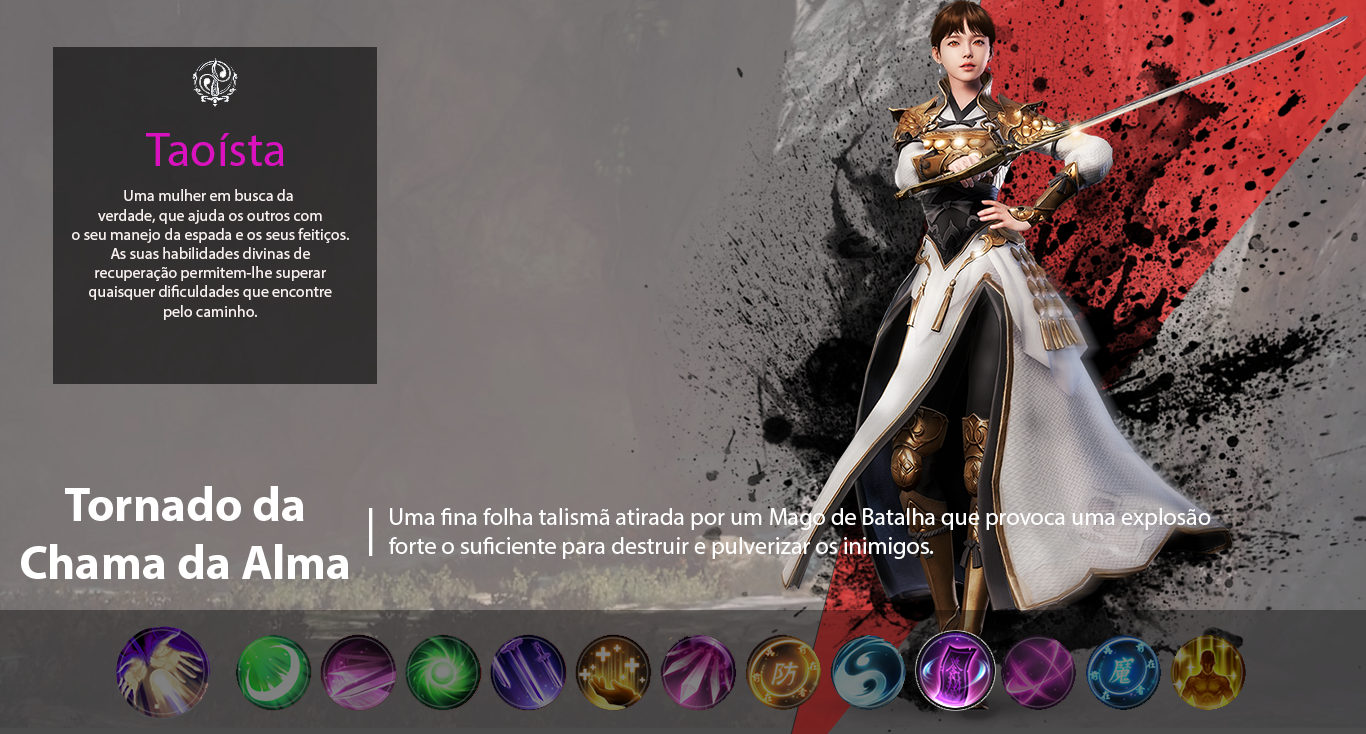 Taoísta
Uma mulher em busca da
verdade, que ajuda os outros com
o seu manejo da espada e os seus feitiços.
As suas habilidades divinas de
recuperação permitem-lhe superar
quaisquer dificuldades que encontre
pelo caminho.
Tornado da
Chama da Alma
Uma fina folha talismã atirada por um Mago de Batalha que provoca uma explosão
forte o suficiente para destruir e pulverizar os inimigos.
防
魔